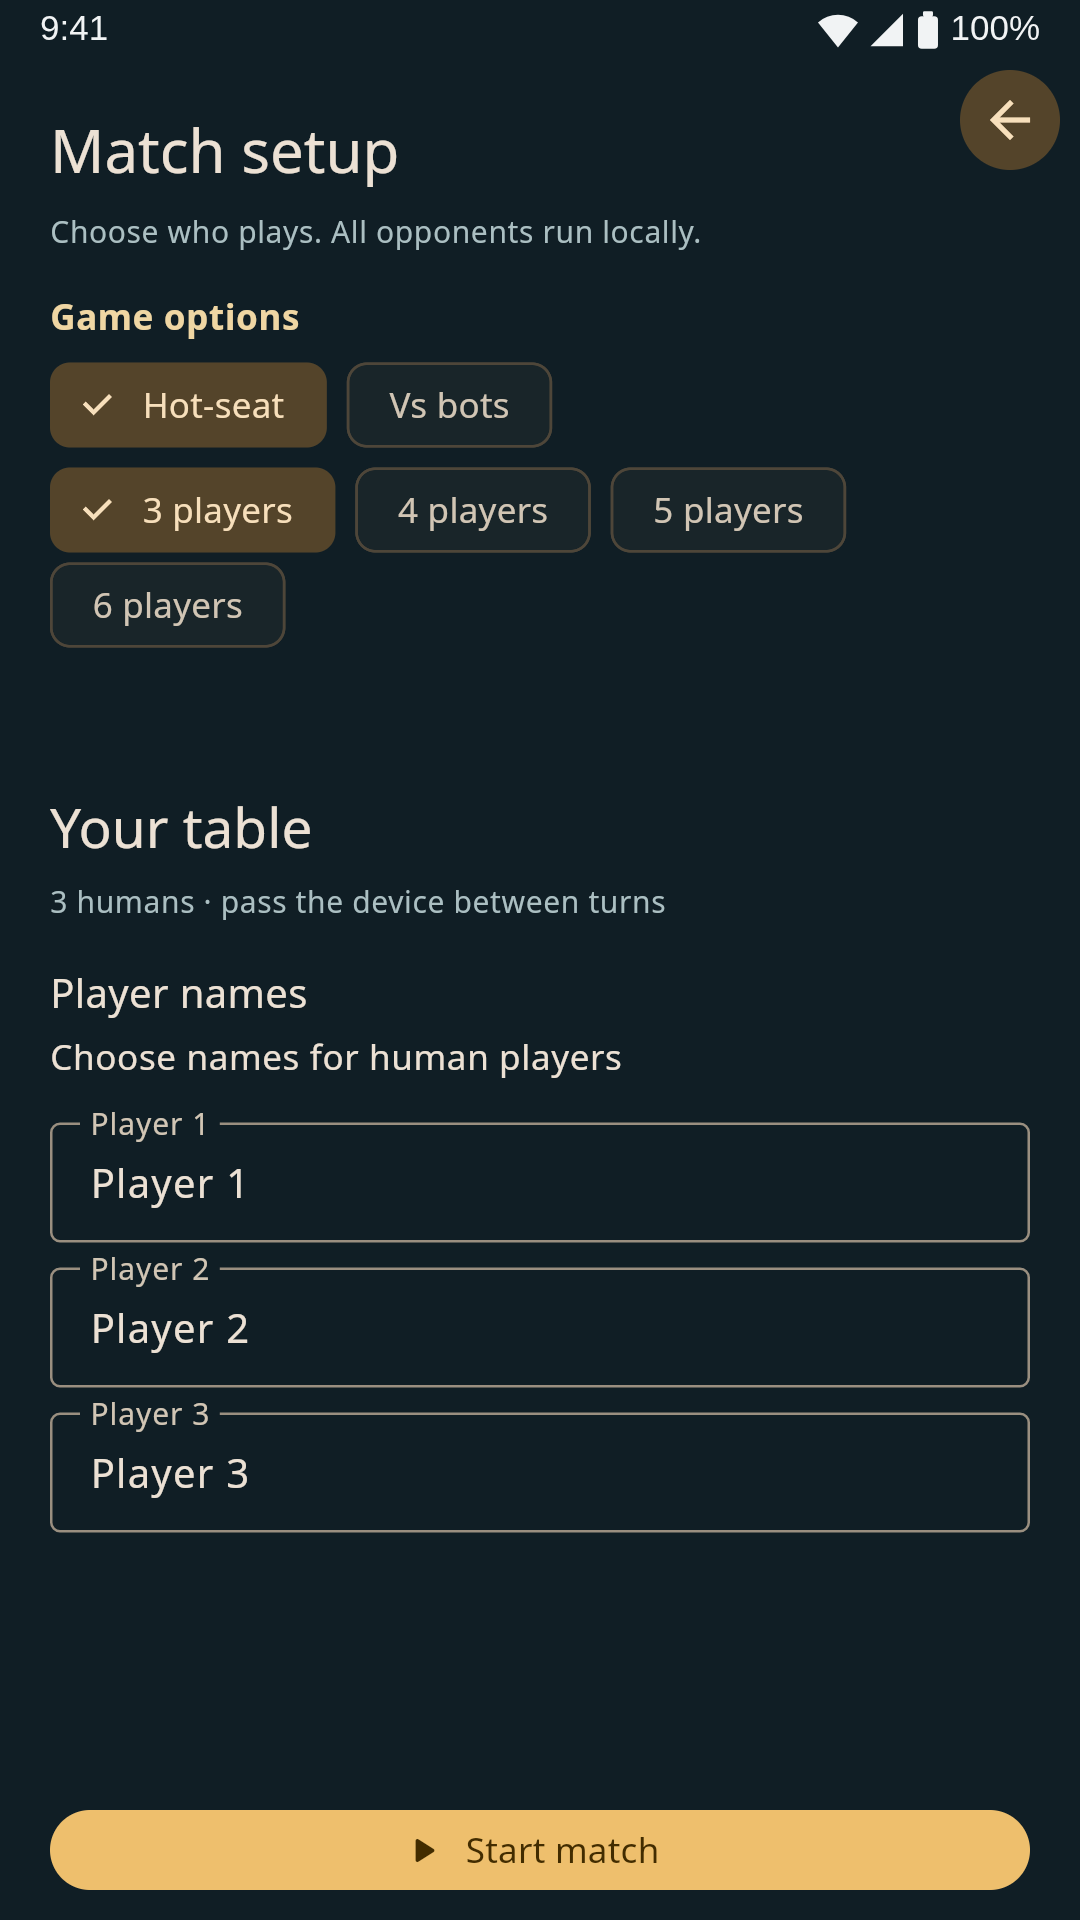 9:41
100%
Match setup
Choose who plays. All opponents run locally.
Game options
Hot-seat
Vs bots
3 players
4 players
5 players
6 players
Your table
3 humans · pass the device between turns
Player names
Choose names for human players
Player 1
Player 1
Player 2
Player 2
Player 3
Player 3
Start match